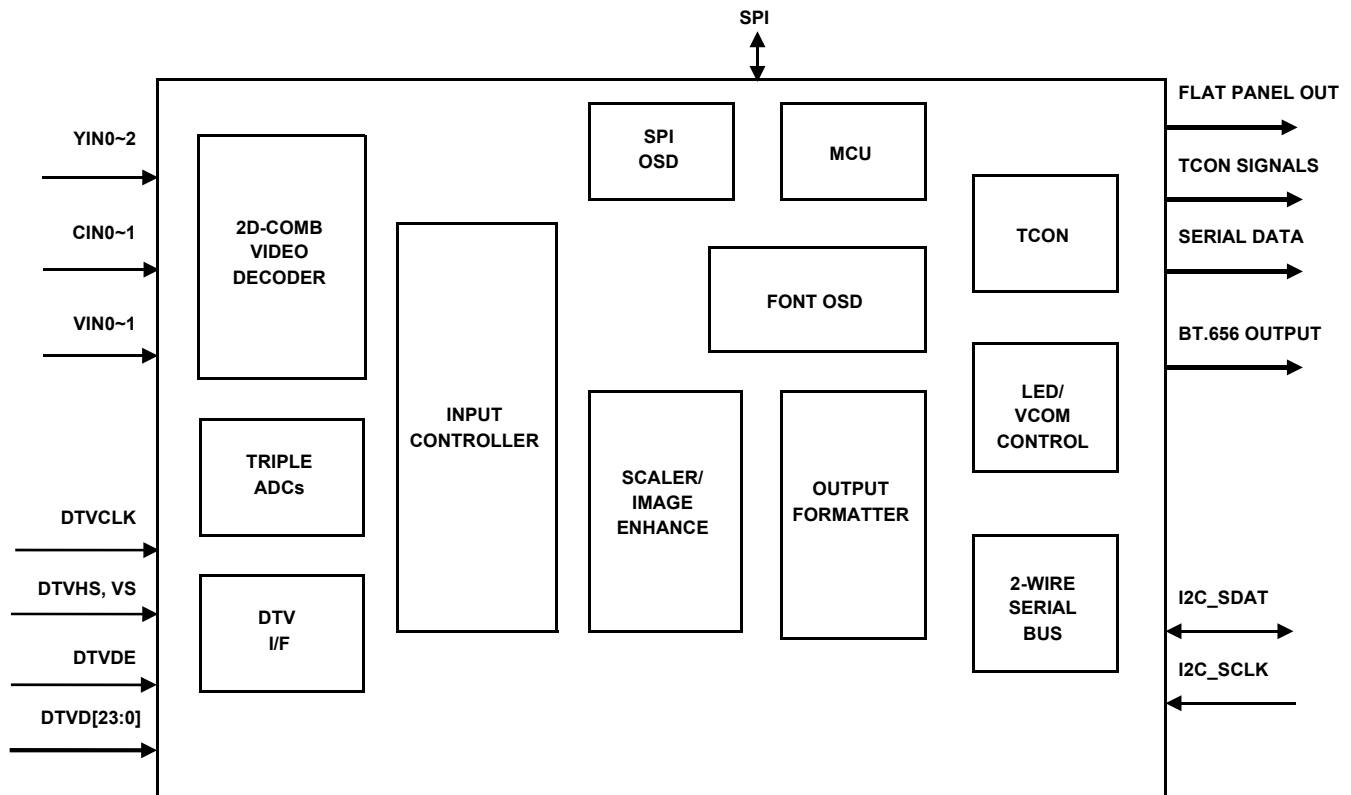 SPI
YIN0~2
CIN0~1
VIN0~1
DTVCLK
DTVHS, VS
DTVDE
DTVD[23:0]
2D-COMB
VIDEO
DECODER
TRIPLE
ADCs
DTV
I/F
INPUT
CONTROLLER
SPI
OSD
MCU
FONT OSD
SCALER/
IMAGE
ENHANCE
OUTPUT
FORMATTER
TCON
LED/
VCOM
CONTROL
2-WIRE
SERIAL
BUS
FLAT PANEL OUT
TCON SIGNALS
SERIAL DATA
BT.656 OUTPUT
I2C_SDAT
I2C_SCLK